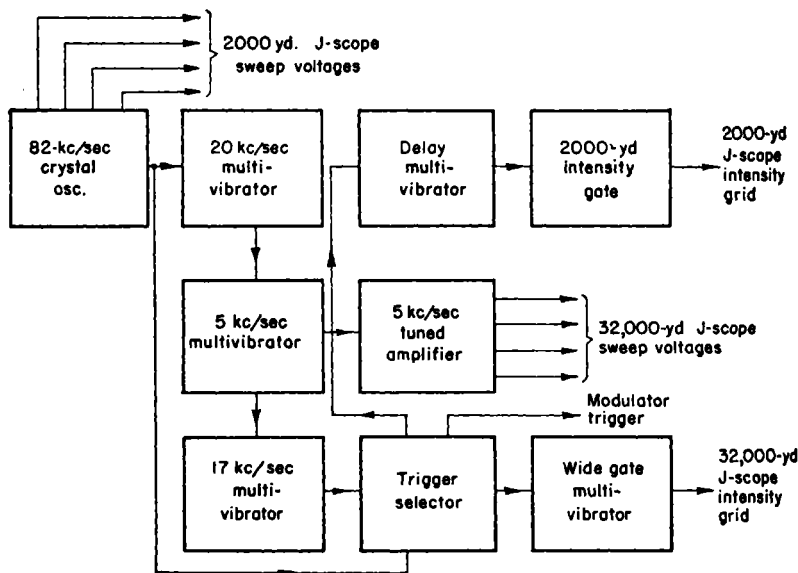 2000 yd. J-scope
sweep voltages
82-kc/sec
crystal
osc.
20 kc/sec
multi-
vibrator
Delay
multi-
vibrator
2000-yd
intensity
gate
2000-yd
J-scope
intensity
grid
5 kc/sec
multivibrator
5 kc/sec
tuned
amplifier
32,000-yd J-scope
sweep voltages
Modulator
trigger
17 kc/sec
multi-
vibrator
Trigger
selector
Wide gate
multi-
vibrator
32,000-yd
J-scope
intensity
grid